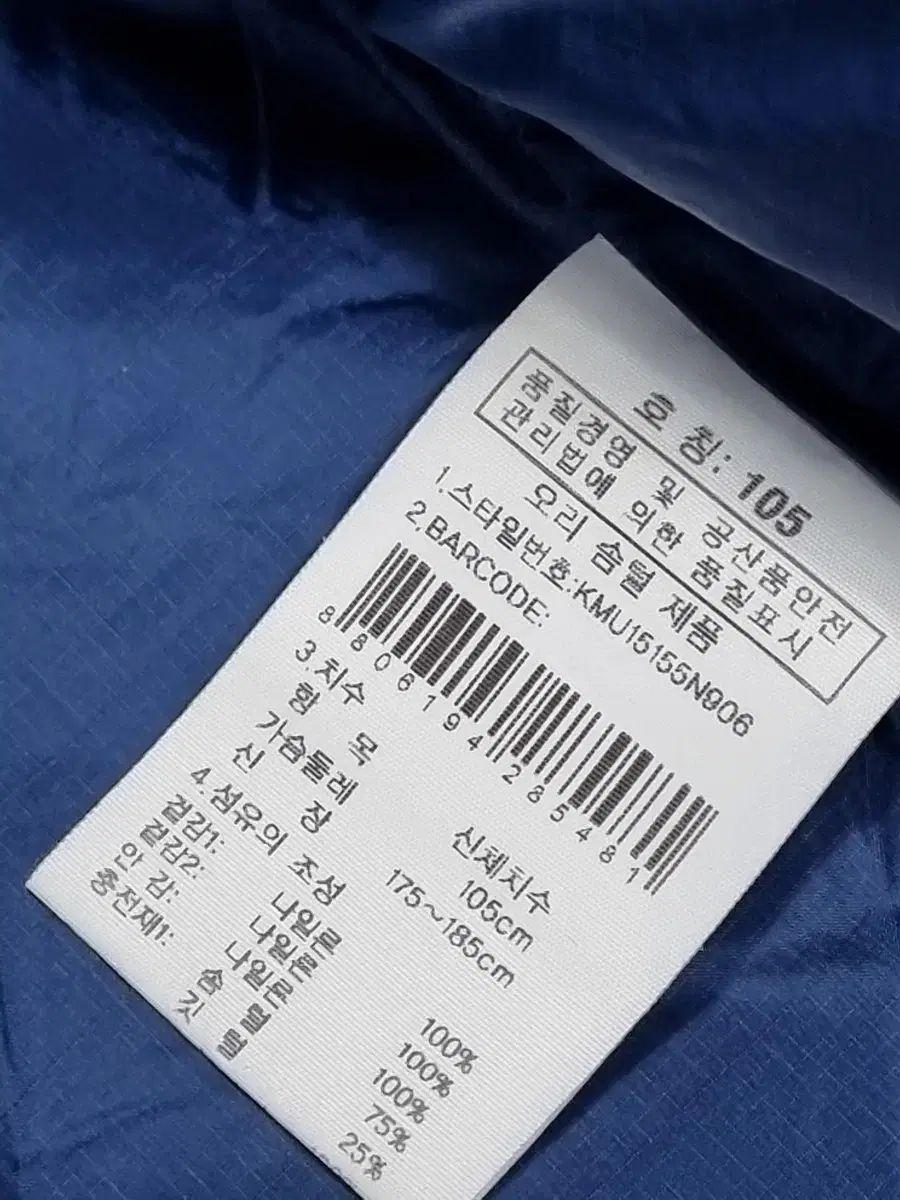 호 칭: 105
품질경영 및 공산품안전
관리법에 의한 품질표시
오리 솜털 제품
1.스타일번호:KMU15155N906
2.BARCODE:
8 806194 285481
3.치수
항 목 신체치수
가슴둘레 105cm
신 장 175~185cm
4.섬유의 조성
겉감1: 나일론 100%
겉감2: 나일론 100%
안 감: 나일론 100%
충전재1: 솜 털 75%
깃 털 25%